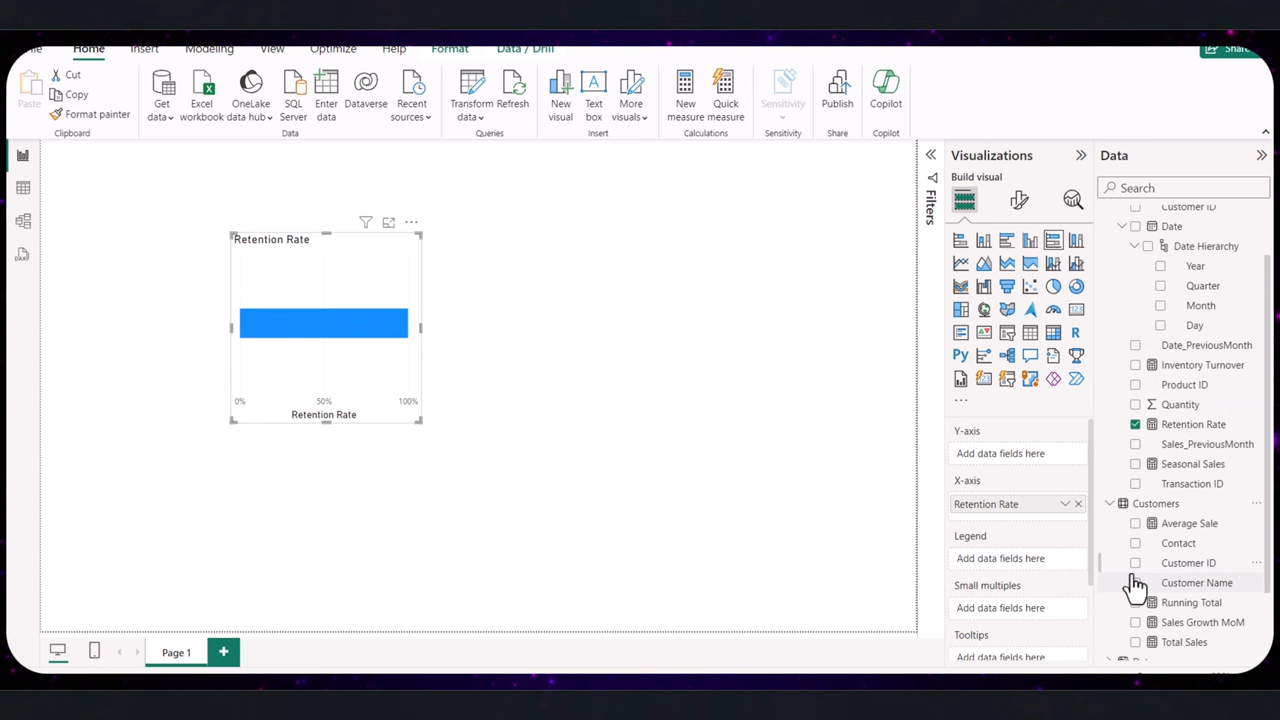 Home Insert Modeling View Optimize Help Format Data / Drill Share
Paste
Cut
Copy
Format painter
Clipboard
Get data
Excel workbook
OneLake data hub
SQL Server
Enter data
Dataverse
Recent sources
Data
Transform data
Refresh
Queries
New visual
Text box
More visuals
Insert
New measure
Quick measure
Calculations
Sensitivity
Sensitivity
Publish
Share
Copilot
Copilot
Retention Rate
0% 50% 100%
Retention Rate
Filters
Visualizations
Build visual
Py
R
Y-axis
Add data fields here
X-axis
Retention Rate
Legend
Add data fields here
Small multiples
Add data fields here
Tooltips
Add data fields here
Data
Search
Customer ID
Date
Date Hierarchy
Year
Quarter
Month
Day
Date_PreviousMonth
Inventory Turnover
Product ID
Quantity
Retention Rate
Sales_PreviousMonth
Seasonal Sales
Transaction ID
Customers
Average Sale
Contact
Customer ID
Customer Name
Running Total
Sales Growth MoM
Total Sales
Page 1